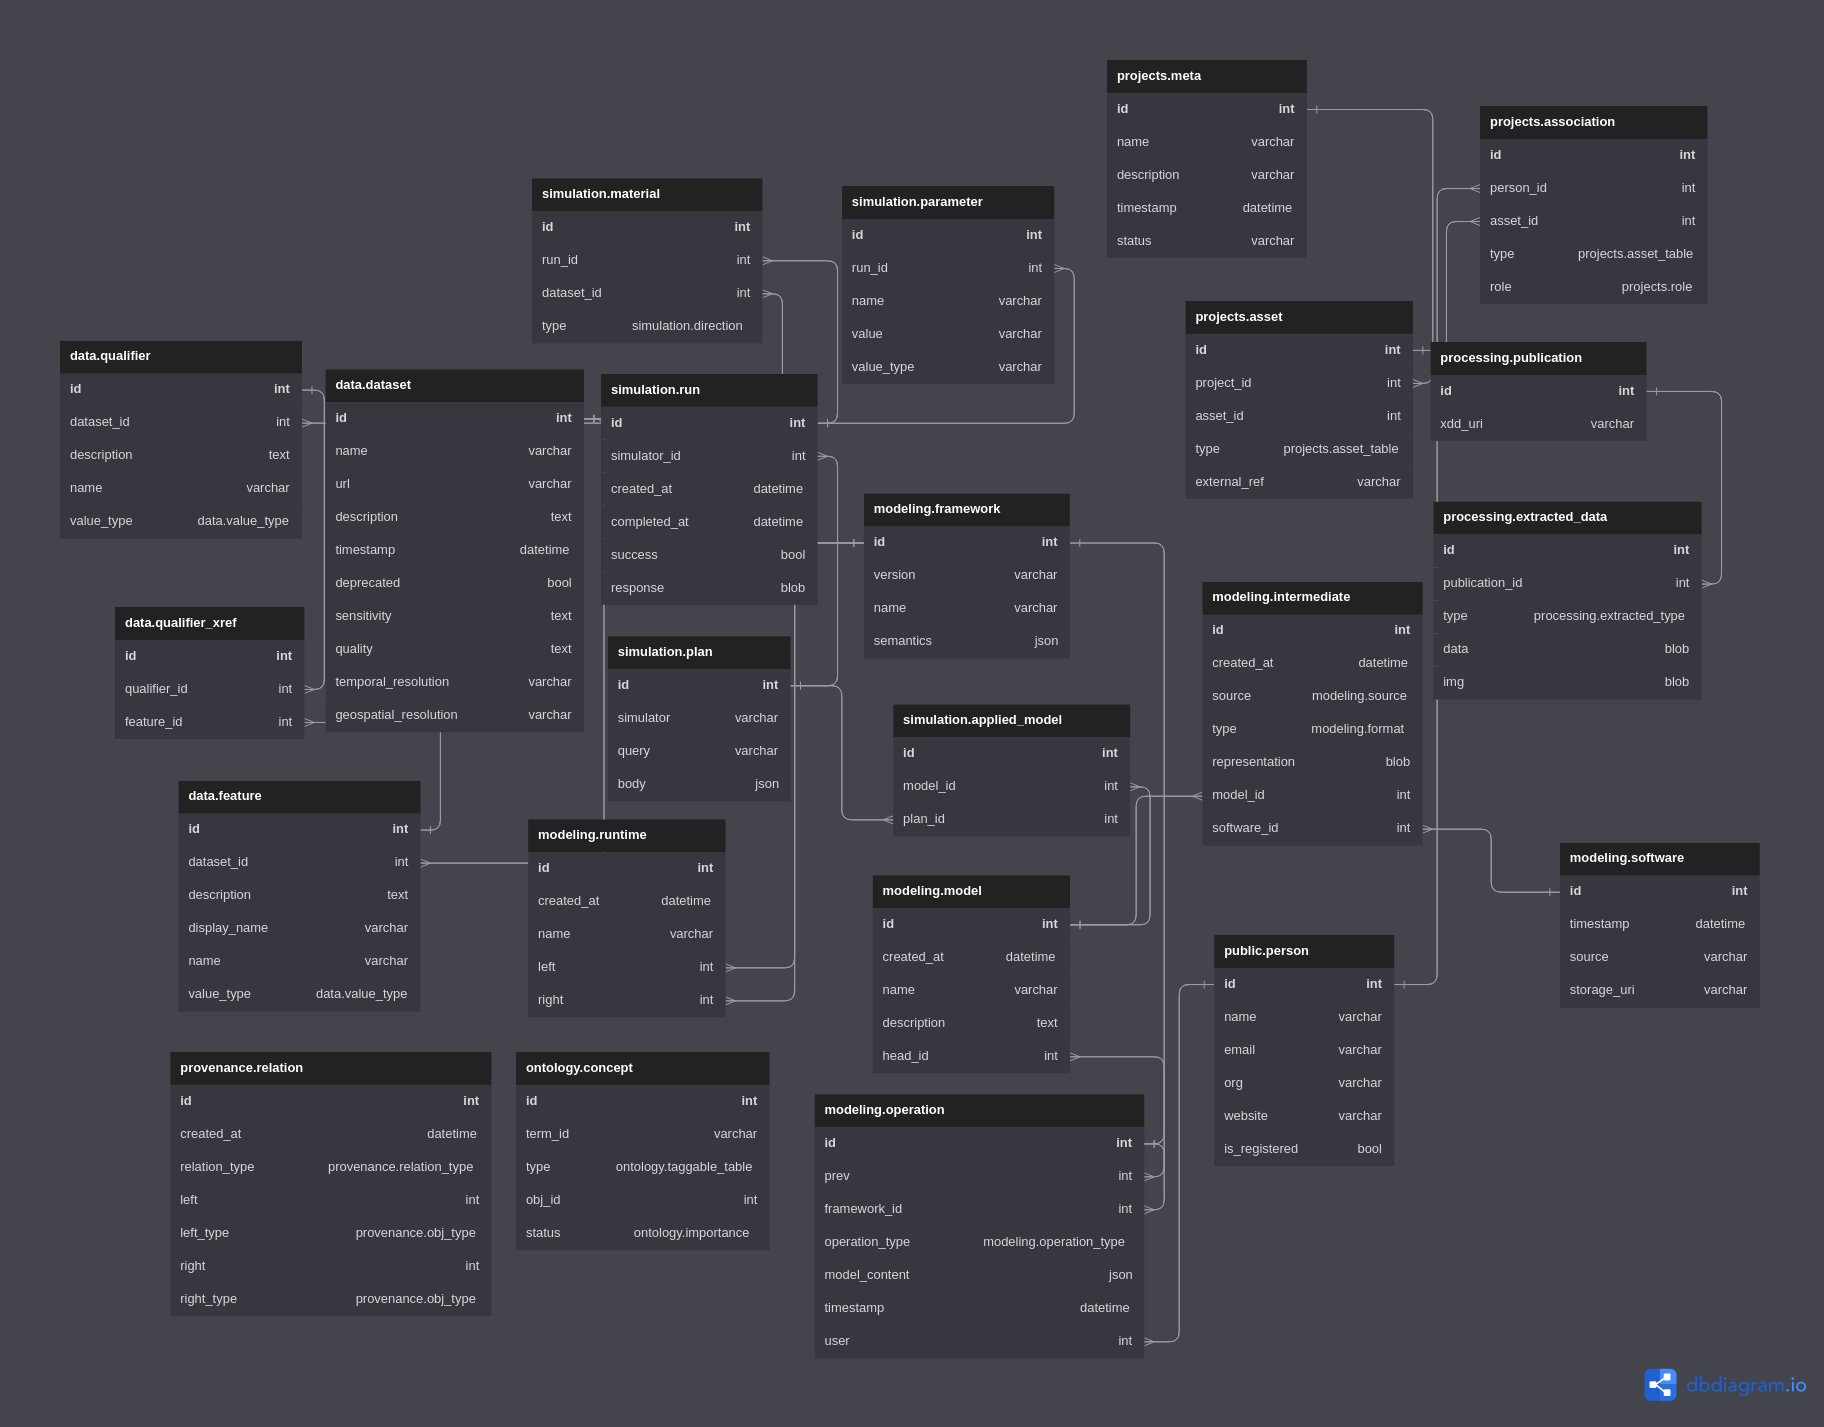 projects.meta
id int
name varchar
description varchar
timestamp datetime
status varchar
projects.association
id int
person_id int
asset_id int
type projects.asset_table
role projects.role
simulation.material
id int
run_id int
dataset_id int
type simulation.direction
simulation.parameter
id int
run_id int
name varchar
value varchar
value_type varchar
projects.asset
id int
project_id int
asset_id int
type projects.asset_table
external_ref varchar
processing.publication
id int
xdd_uri varchar
data.qualifier
id int
dataset_id int
description text
name varchar
value_type data.value_type
data.dataset
id int
name varchar
url varchar
description text
timestamp datetime
deprecated bool
sensitivity text
quality text
temporal_resolution varchar
geospatial_resolution varchar
simulation.run
id int
simulator_id int
created_at datetime
completed_at datetime
success bool
response blob
modeling.framework
id int
version varchar
name varchar
semantics json
processing.extracted_data
id int
publication_id int
type processing.extracted_type
data blob
img blob
modeling.intermediate
id int
created_at datetime
source modeling.source
type modeling.format
representation blob
model_id int
software_id int
data.qualifier_xref
id int
qualifier_id int
feature_id int
simulation.plan
id int
simulator varchar
query varchar
body json
simulation.applied_model
id int
model_id int
plan_id int
data.feature
id int
dataset_id int
description text
display_name varchar
name varchar
value_type data.value_type
modeling.runtime
id int
created_at datetime
name varchar
left int
right int
modeling.model
id int
created_at datetime
name varchar
description text
head_id int
modeling.software
id int
timestamp datetime
source varchar
storage_uri varchar
public.person
id int
name varchar
email varchar
org varchar
website varchar
is_registered bool
provenance.relation
id int
created_at datetime
relation_type provenance.relation_type
left int
left_type provenance.obj_type
right int
right_type provenance.obj_type
ontology.concept
id int
term_id varchar
type ontology.taggable_table
obj_id int
status ontology.importance
modeling.operation
id int
prev int
framework_id int
operation_type modeling.operation_type
model_content json
timestamp datetime
user int
dbdiagram.io